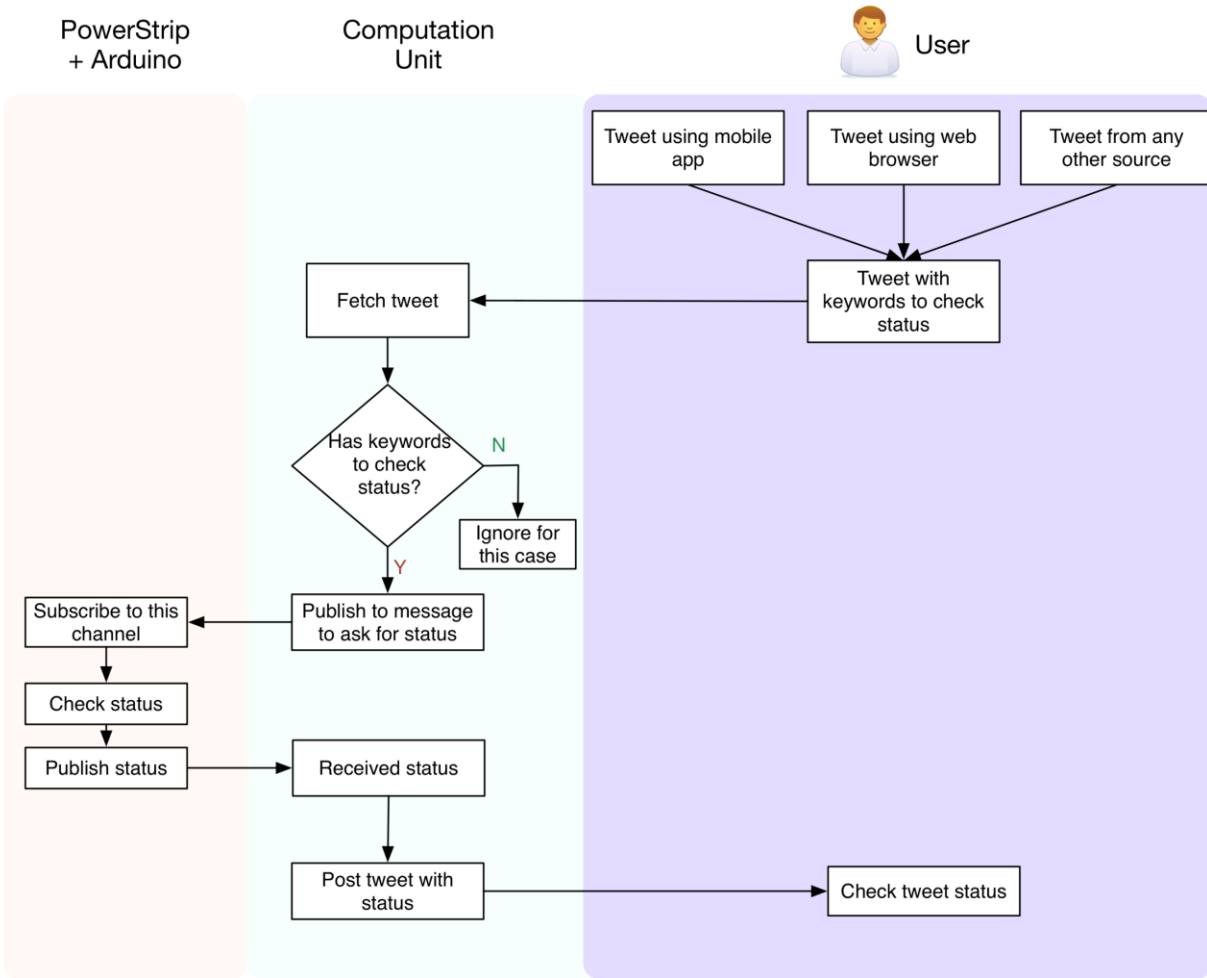 PowerStrip
+ Arduino
Computation
Unit
User
Tweet using mobile
app
Tweet using web
browser
Tweet from any
other source
Tweet with
keywords to check
status
Fetch tweet
Has keywords
to check
status?
N
Ignore for
this case
Y
Publish to message
to ask for status
Subscribe to this
channel
Check status
Publish status
Received status
Post tweet with
status
Check tweet status